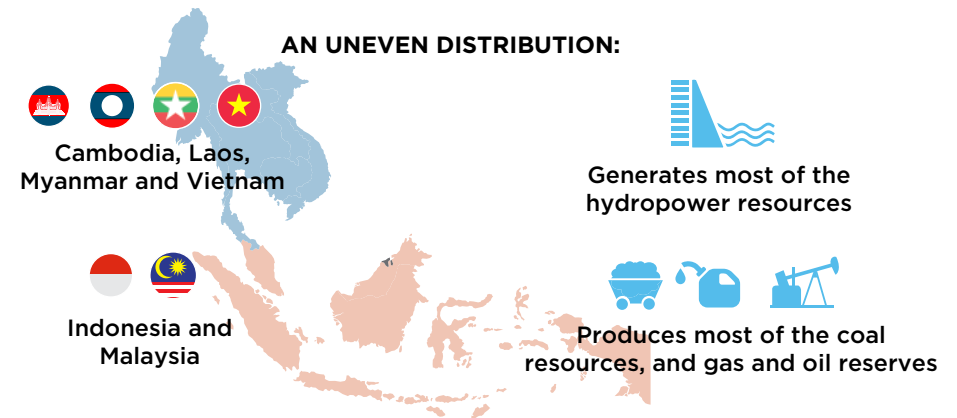 AN UNEVEN DISTRIBUTION:
Cambodia, Laos,
Myanmar and Vietnam
Generates most of the
hydropower resources
Indonesia and
Malaysia
Produces most of the coal
resources, and gas and oil reserves